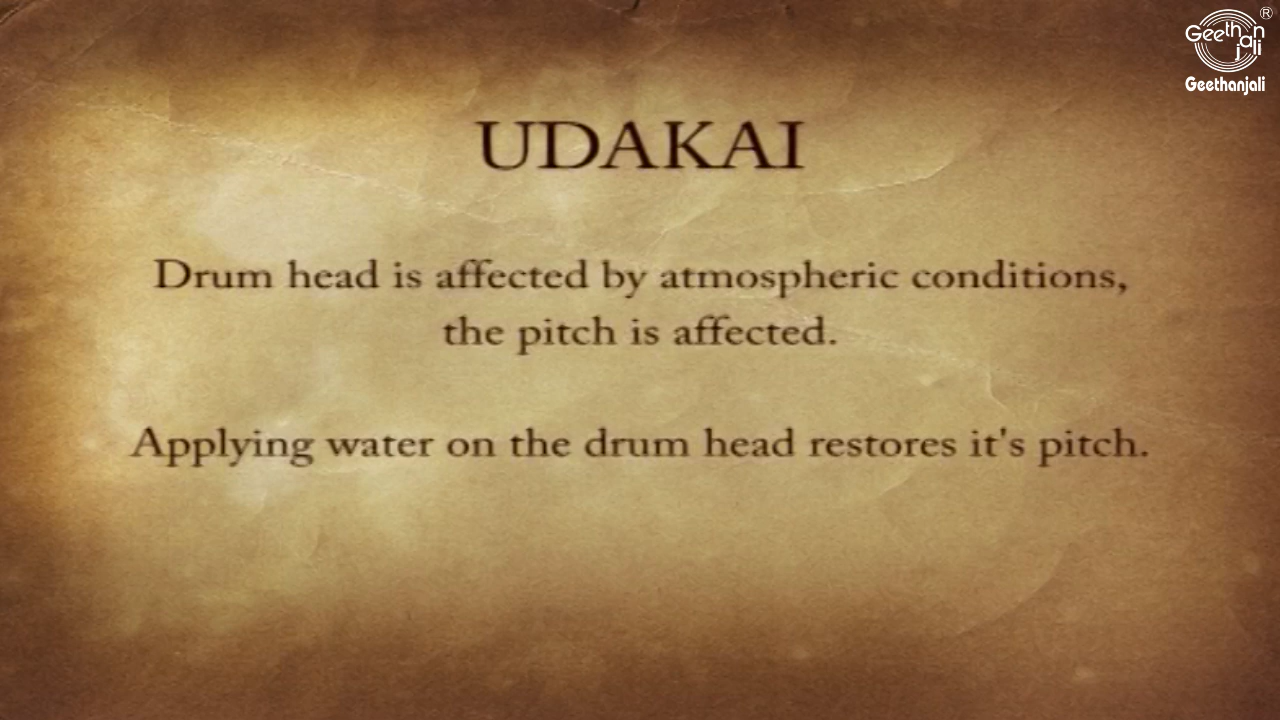 Geethanjali
®
Geethanjali
UDAKAI
Drum head is affected by atmospheric conditions,
the pitch is affected.
Applying water on the drum head restores it's pitch.